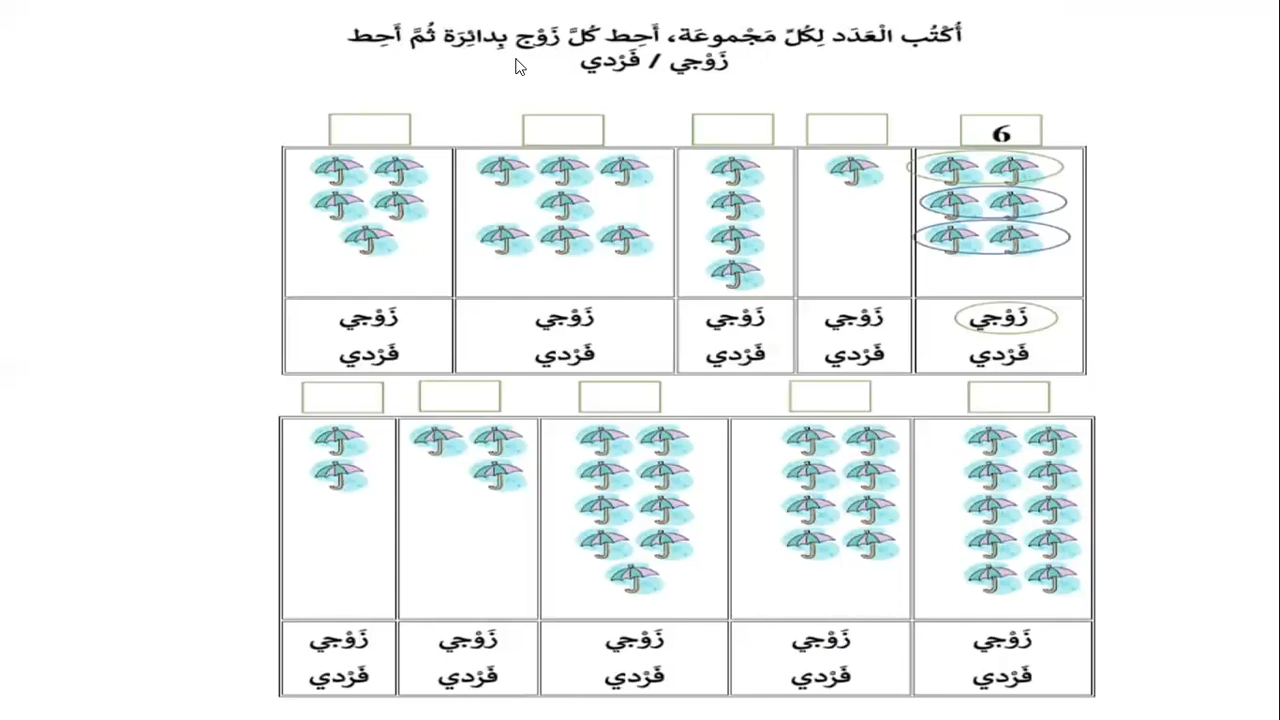 أُكْتُب الْعَدَد لِكُلِّ مَجْموعَة، أَحِط كُلَّ زَوْج بِدائِرَة ثُمَّ أَحِط
زَوْجي / فَرْدي
6
زَوْجي زَوْجي زَوْجي زَوْجي زَوْجي
فَرْدي فَرْدي فَرْدي فَرْدي فَرْدي
زَوْجي زَوْجي زَوْجي زَوْجي زَوْجي
فَرْدي فَرْدي فَرْدي فَرْدي فَرْدي